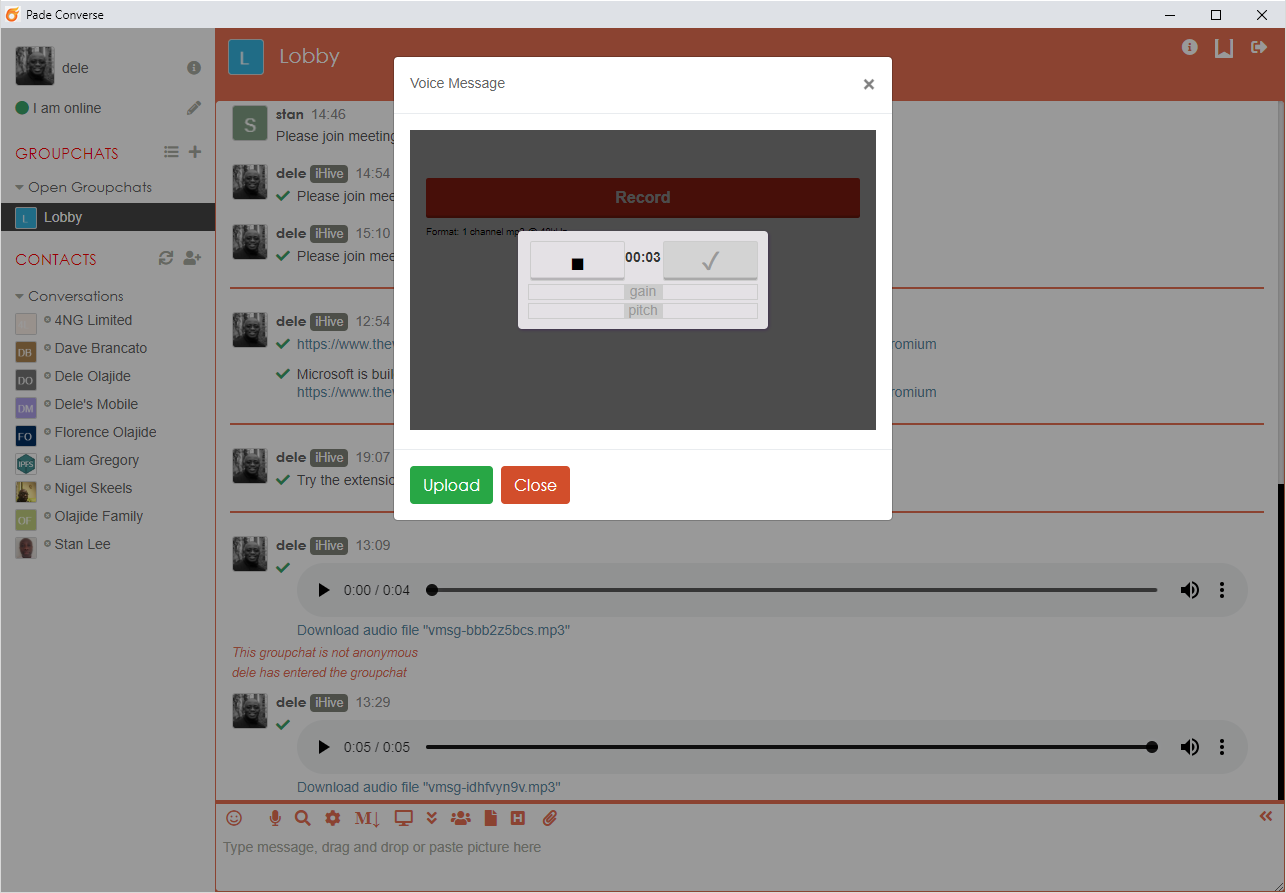 Pade Converse
dele
I am online
GROUPCHATS
Open Groupchats
L Lobby
CONTACTS
Conversations
4NG Limited
DB Dave Brancato
DO Dele Olajide
DM Dele's Mobile
FO Florence Olajide
IPFS Liam Gregory
Nigel Skeels
OF Olajide Family
Stan Lee
L Lobby
S stan 14:46
Please join meeting
dele iHive 14:54
Please join mee
dele iHive 15:10
Please join mee
dele iHive 12:54
https://www.thev romium
Microsoft is buil
https://www.thev romium
dele iHive 19:07
Try the extensio
dele iHive 13:09
0:00 / 0:04
Download audio file "vmsg-bbb2z5bcs.mp3"
This groupchat is not anonymous
dele has entered the groupchat
dele iHive 13:29
0:05 / 0:05
Download audio file "vmsg-idhfvyn9v.mp3"
M↓ H
Type message, drag and drop or paste picture here
Voice Message ×
Record
Format: 1 channel
00:03
gain
pitch
Upload Close